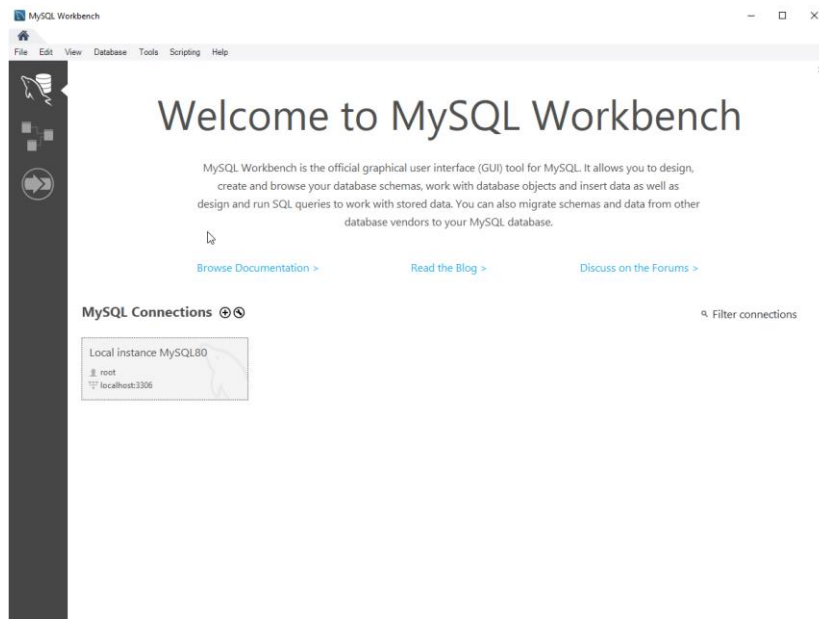 MySQL Workbench
File Edit View Database Tools Scripting Help
Welcome to MySQL Workbench
MySQL Workbench is the official graphical user interface (GUI) tool for MySQL. It allows you to design,
create and browse your database schemas, work with database objects and insert data as well as
design and run SQL queries to work with stored data. You can also migrate schemas and data from other
database vendors to your MySQL database.
Browse Documentation > Read the Blog > Discuss on the Forums >
MySQL Connections Filter connections
Local instance MySQL80
root
localhost:3306